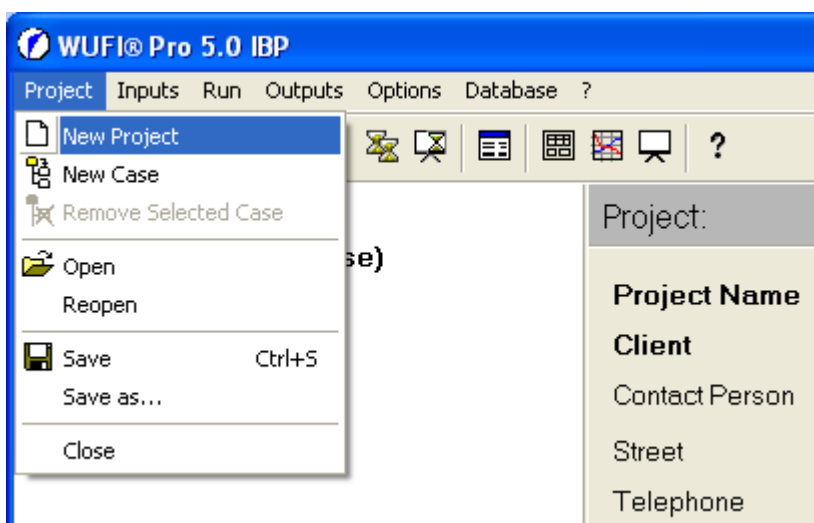 WUFI® Pro 5.0 IBP
Project Inputs Run Outputs Options Database ?
?
New Project
New Case
Remove Selected Case
Open
Reopen
Save Ctrl+S
Save as...
Close
se)
Project:
Project Name
Client
Contact Person
Street
Telephone